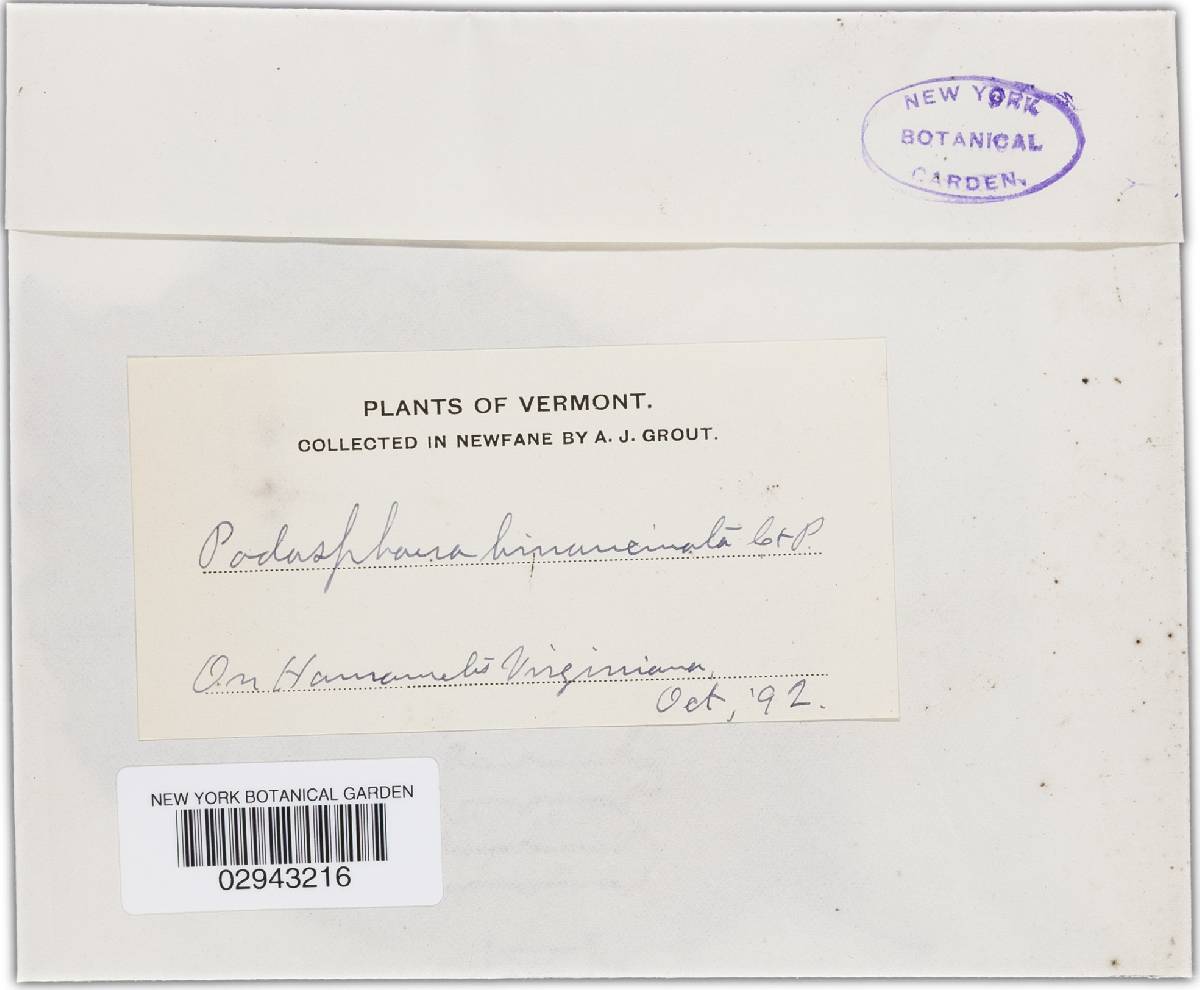 NEW YORK
BOTANICAL
GARDEN.
PLANTS OF VERMONT.
COLLECTED IN NEWFANE BY A. J. GROUT.
Podosphaera biuncinata C+P.
On Hamamelis Virginiana,
Oct, '92.
NEW YORK BOTANICAL GARDEN
02943216